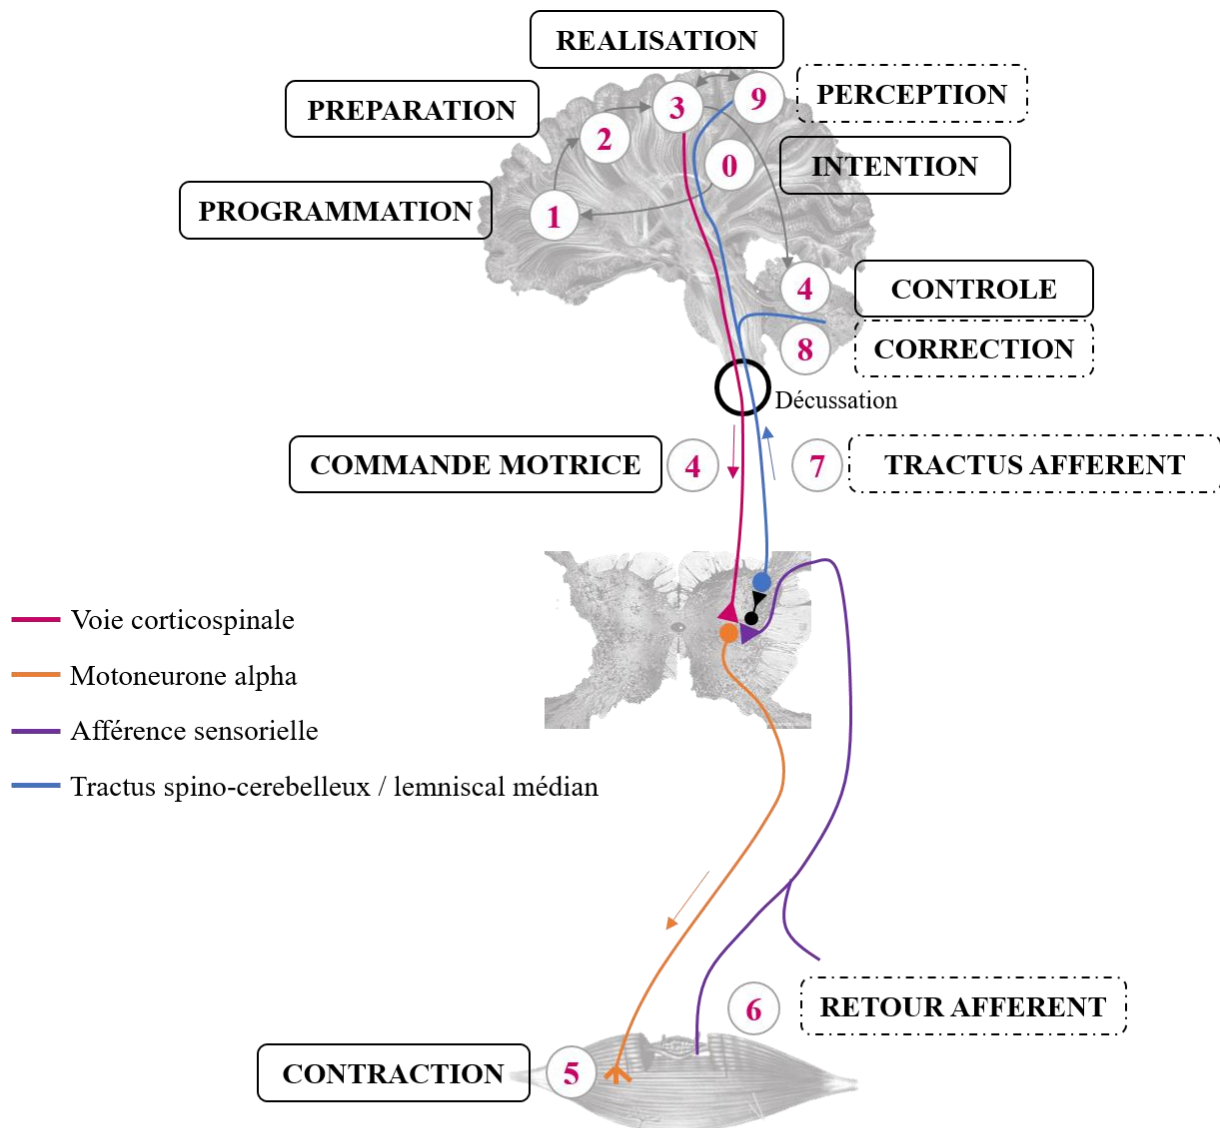 REALISATION
3
9
PERCEPTION
PREPARATION
2
0
INTENTION
PROGRAMMATION
1
4
CONTROLE
8
CORRECTION
Décussation
COMMANDE MOTRICE
4
7
TRACTUS AFFERENT
Voie corticospinale
Motoneurone alpha
Afférence sensorielle
Tractus spino-cerebelleux / lemniscal médian
6
RETOUR AFFERENT
CONTRACTION
5